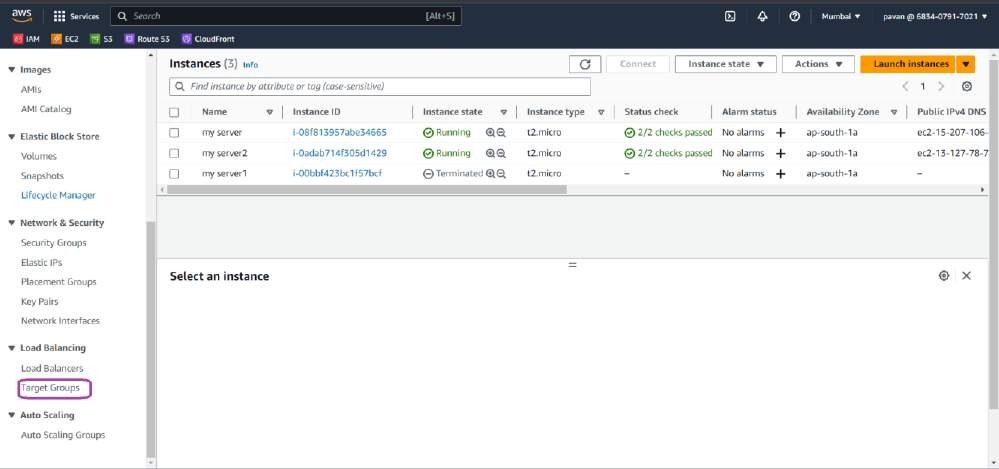 aws Services Search [Alt+S] Mumbai pavan @ 6834-0791-7021
IAM EC2 S3 Route 53 CloudFront
Images
AMIs
AMI Catalog
Elastic Block Store
Volumes
Snapshots
Lifecycle Manager
Network & Security
Security Groups
Elastic IPs
Placement Groups
Key Pairs
Network Interfaces
Load Balancing
Load Balancers
Target Groups
Auto Scaling
Auto Scaling Groups
Instances (3) Info Connect Instance state Actions Launch instances
Find instance by attribute or tag (case-sensitive) 1
Name Instance ID Instance state Instance type Status check Alarm status Availability Zone Public IPv4 DNS
my server i-08f813957abe34665 Running t2.micro 2/2 checks passed No alarms + ap-south-1a ec2-15-207-106-
my server2 i-0adab714f305d1429 Running t2.micro 2/2 checks passed No alarms + ap-south-1a ec2-13-127-78-7
my server1 i-00bbf423bc1f57bcf Terminated t2.micro – No alarms + ap-south-1a –
Select an instance